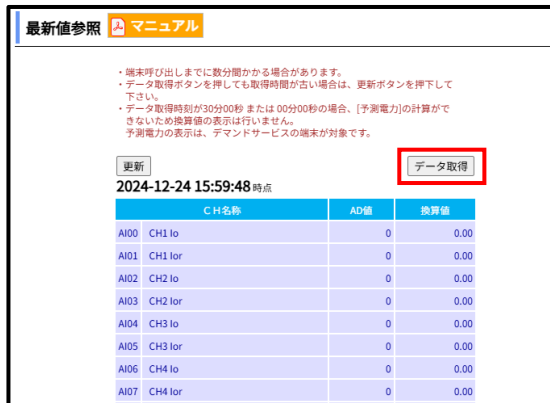 最新値参照 マニュアル
・端末呼び出しまでに数分間かかる場合があります。
・データ取得ボタンを押しても取得時間が古い場合は、更新ボタンを押下して
下さい。
・データ取得時刻が30分00秒 または 00分00秒の場合、[予測電力]の計算がで
きないため換算値の表示は行いません。
予測電力の表示は、デマンドサービスの端末が対象です。
更新 データ取得
2024-12-24 15:59:48 時点
ＣＨ名称 AD値 換算値
AI00 CH1 Io 0 0.00
AI01 CH1 Ior 0 0.00
AI02 CH2 Io 0 0.00
AI03 CH2 Ior 0 0.00
AI04 CH3 Io 0 0.00
AI05 CH3 Ior 0 0.00
AI06 CH4 Io 0 0.00
AI07 CH4 Ior 0 0.00